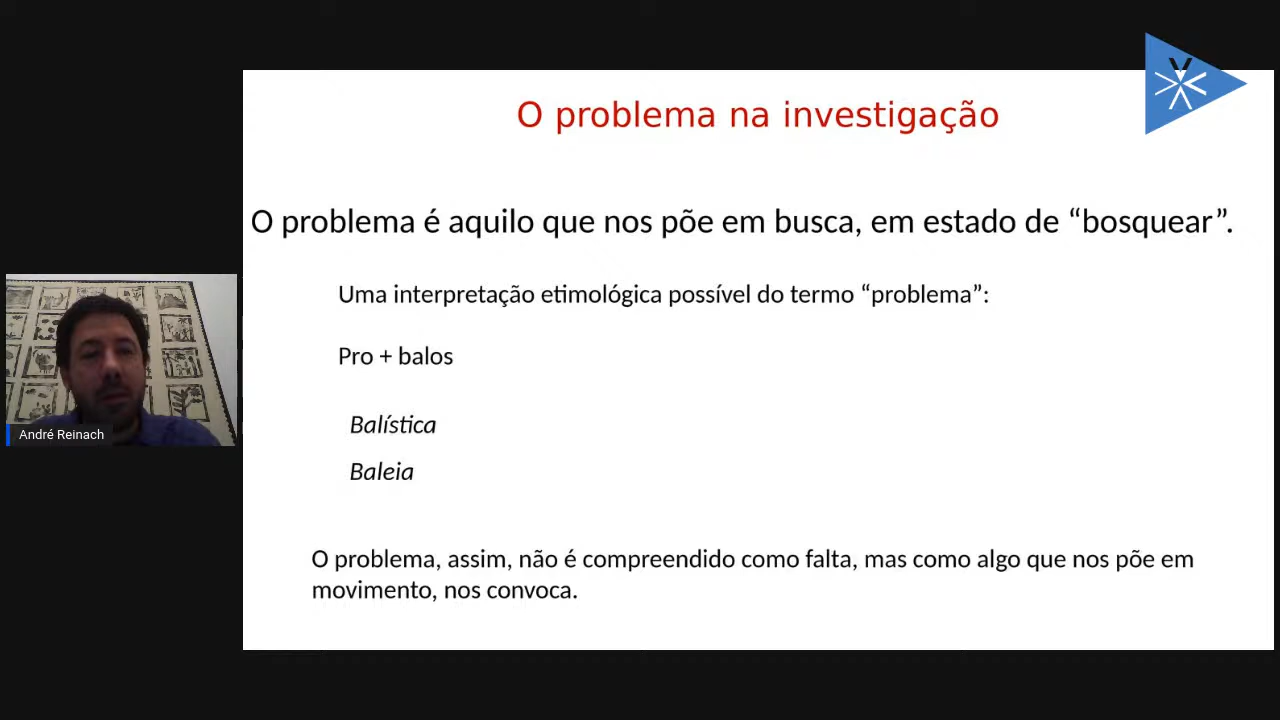 O problema na investigação
O problema é aquilo que nos põe em busca, em estado de “bosquear”.
Uma interpretação etimológica possível do termo “problema”:
Pro + balos
Balística
Baleia
André Reinach
O problema, assim, não é compreendido como falta, mas como algo que nos põe em
movimento, nos convoca.